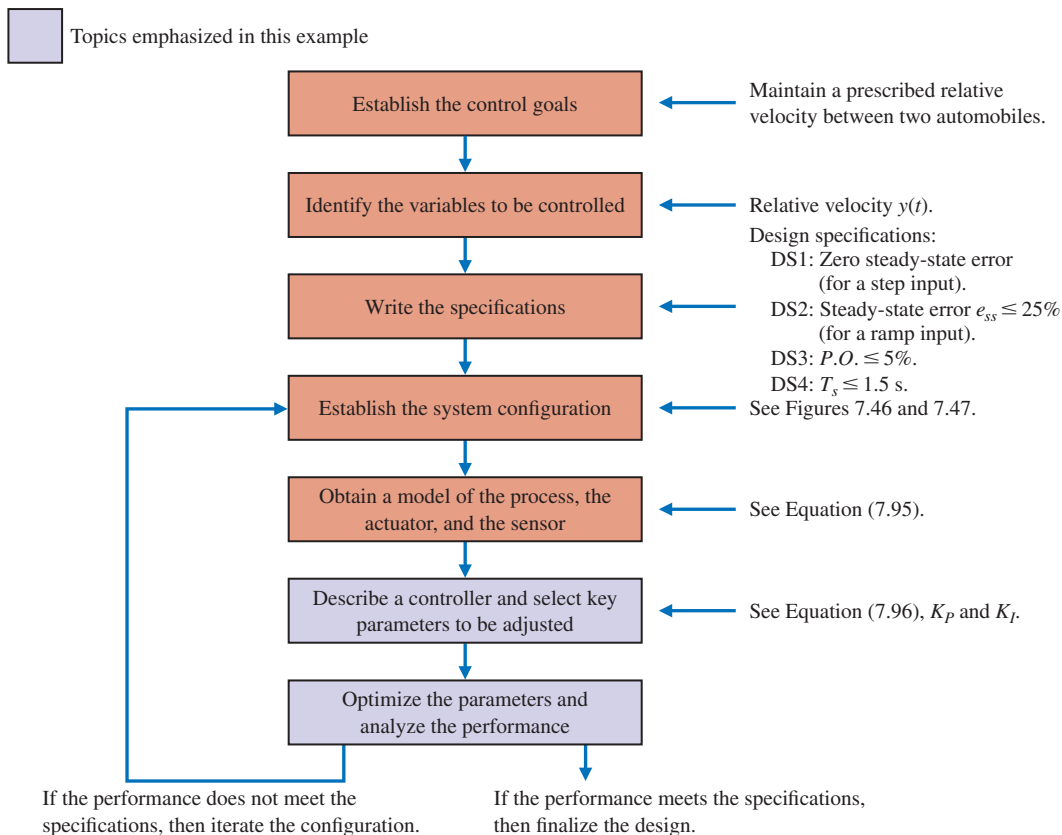 Topics emphasized in this example
Establish the control goals
Maintain a prescribed relative
velocity between two automobiles.
Identify the variables to be controlled
Relative velocity y(t).
Design specifications:
DS1: Zero steady-state error
(for a step input).
Write the specifications
DS2: Steady-state error e_ss ≤ 25%
(for a ramp input).
DS3: P.O. ≤ 5%.
DS4: T_s ≤ 1.5 s.
Establish the system configuration
See Figures 7.46 and 7.47.
Obtain a model of the process, the
actuator, and the sensor
See Equation (7.95).
Describe a controller and select key
parameters to be adjusted
See Equation (7.96), K_P and K_I.
Optimize the parameters and
analyze the performance
If the performance does not meet the
specifications, then iterate the configuration.
If the performance meets the specifications,
then finalize the design.